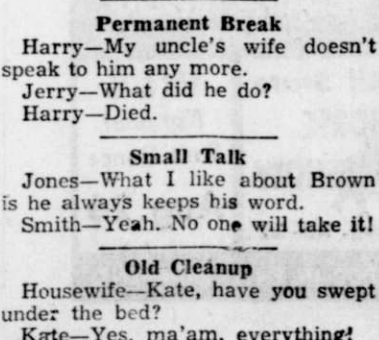 Permanent Break
Harry—My uncle's wife doesn't
speak to him any more.
Jerry—What did he do?
Harry—Died.
Small Talk
Jones—What I like about Brown
is he always keeps his word.
Smith—Yeah. No one will take it!
Old Cleanup
Housewife—Kate, have you swept
under the bed?
Kate—Yes, ma'am, everything!